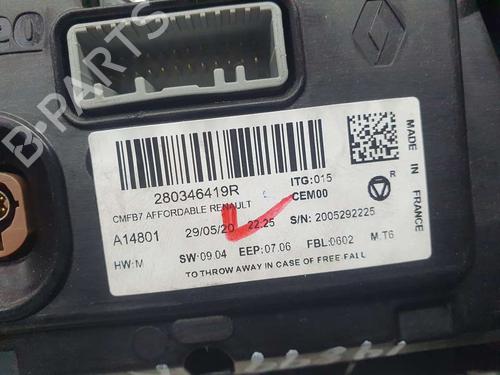 eo
B-PARTS
280346419R
ITG:015
CMFB7 AFFORDABLE RENAULT
CEM00
R
A14801 29/05/20 22:25 S/N: 2005292225
HW:M SW:09.04 EEP:07.06 FBL:0602 M.T6
TO THROW AWAY IN CASE OF FREE FALL
MADE IN FRANCE